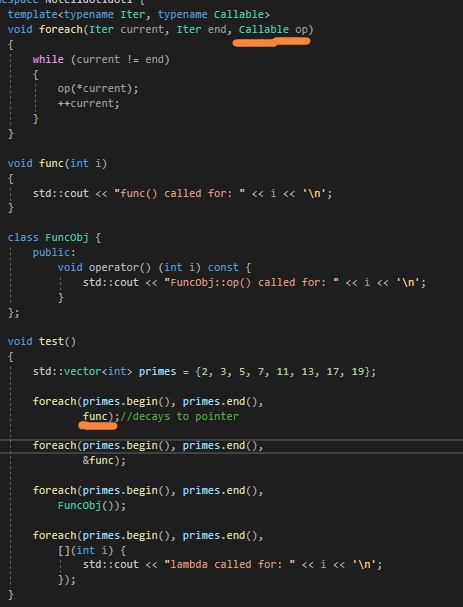 template<typename Iter, typename Callable>
void foreach(Iter current, Iter end, Callable op)
{
    while (current != end)
    {
        op(*current);
        ++current;
    }
}

void func(int i)
{
    std::cout << "func() called for: " << i << '\n';
}

class FuncObj {
    public:
        void operator() (int i) const {
            std::cout << "FuncObj::op() called for: " << i << '\n';
        }
};

void test()
{
    std::vector<int> primes = {2, 3, 5, 7, 11, 13, 17, 19};

    foreach(primes.begin(), primes.end(),
            func);//decays to pointer

    foreach(primes.begin(), primes.end(),
            &func);

    foreach(primes.begin(), primes.end(),
        FuncObj());

    foreach(primes.begin(), primes.end(),
        [](int i) {
            std::cout << "lambda called for: " << i << '\n';
        });
}